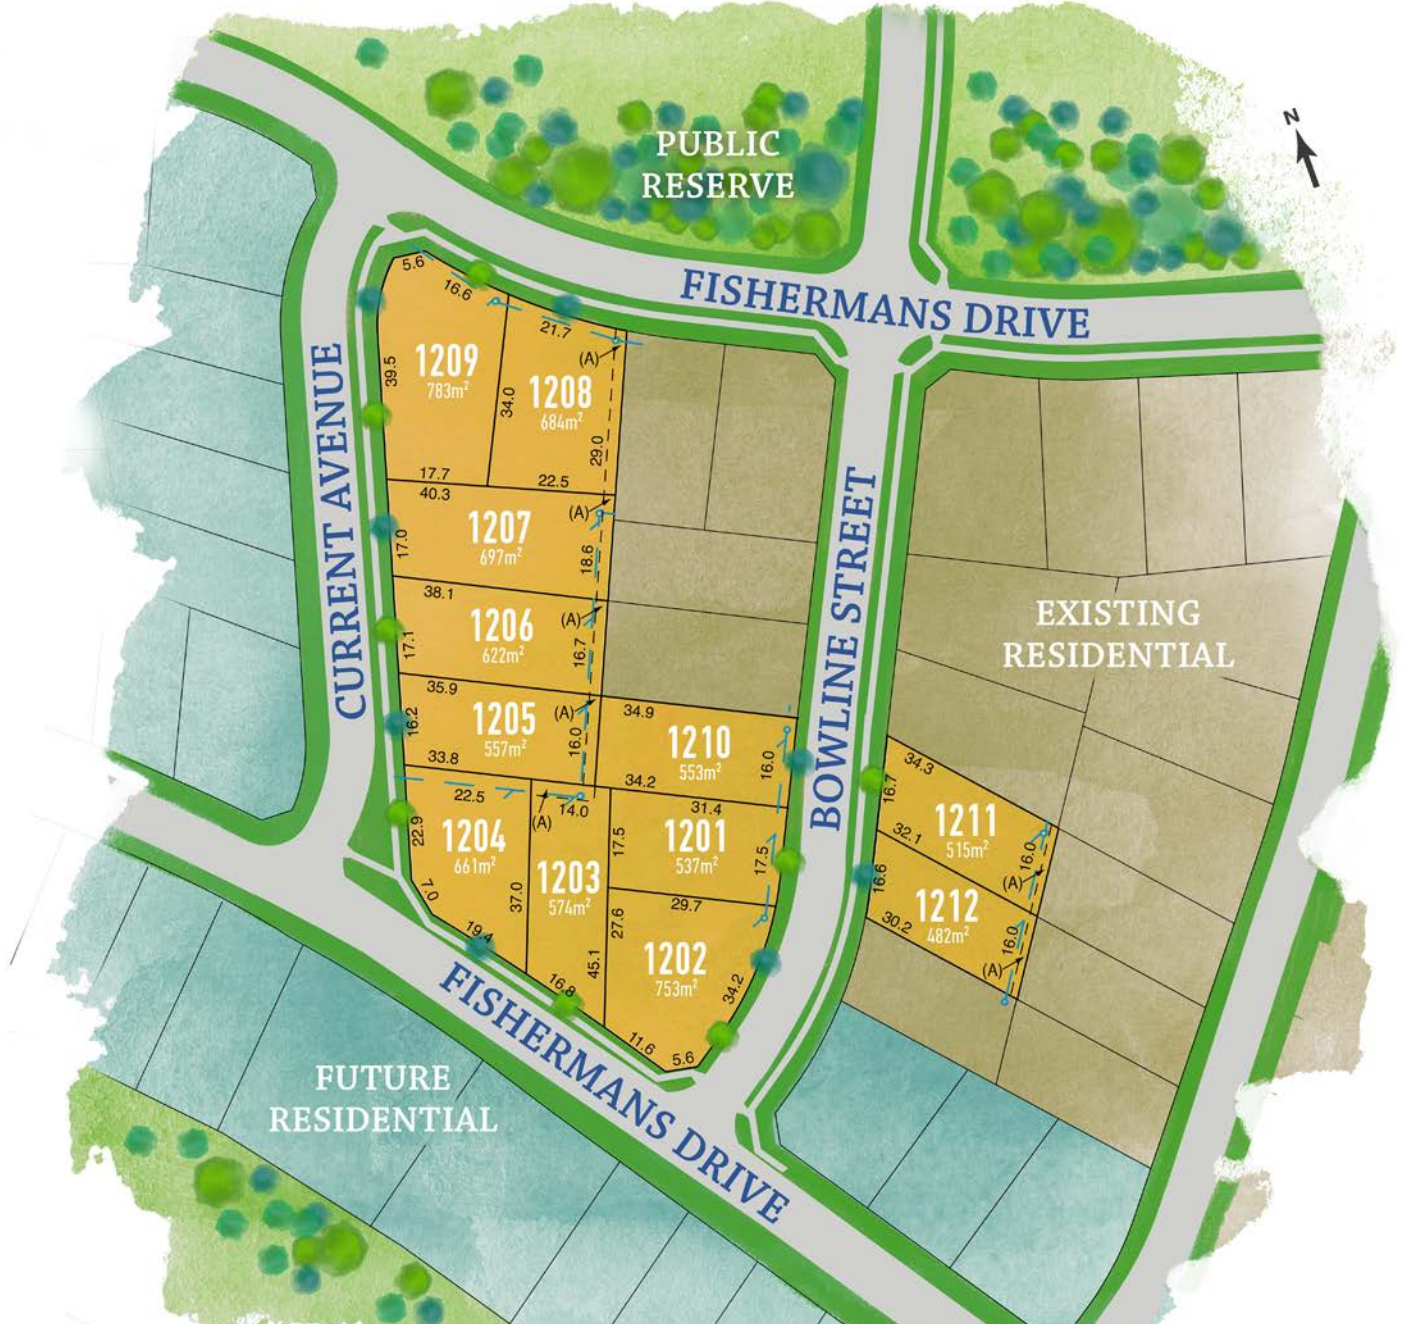 N
PUBLIC
RESERVE
FISHERMANS DRIVE
5.6
16.6
21.7
(A)
1209
783m²
39.5
1208
684m²
34.0
29.0
17.7
22.5
40.3
(A)
1207
697m²
17.0
18.6
CURRENT AVENUE
BOWLINE STREET
EXISTING
RESIDENTIAL
38.1
(A)
1206
622m²
17.1
16.7
35.9
(A)
1205
557m²
16.2
16.0
33.8
34.9
1210
553m²
16.0
34.2
34.3
16.7
1211
515m²
16.0
(A)
32.1
16.6
1212
482m²
16.0
(A)
30.2
22.5
14.0
(A)
31.4
1204
661m²
22.9
7.0
19.4
37.0
1203
574m²
45.1
16.8
17.5
1201
537m²
17.5
29.7
27.6
1202
753m²
34.2
11.6
5.6
FISHERMANS DRIVE
FUTURE
RESIDENTIAL